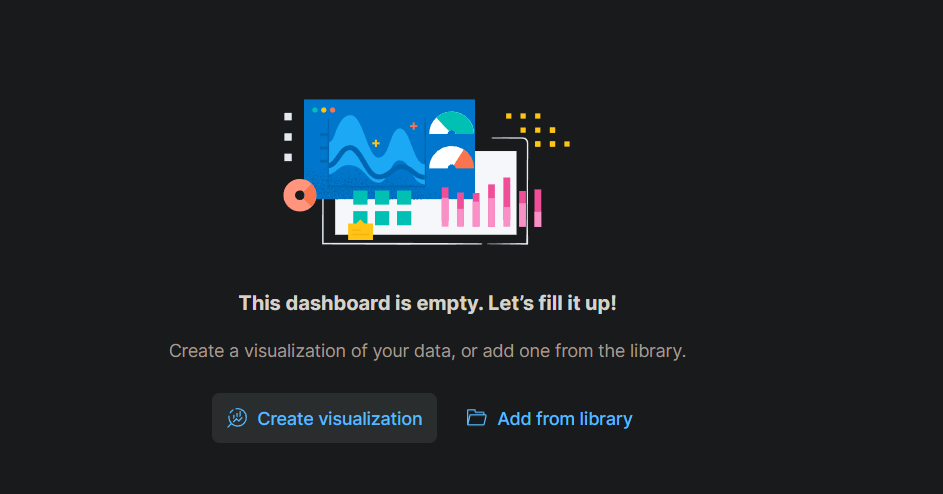 This dashboard is empty. Let’s fill it up!
Create a visualization of your data, or add one from the library.
Create visualization
Add from library